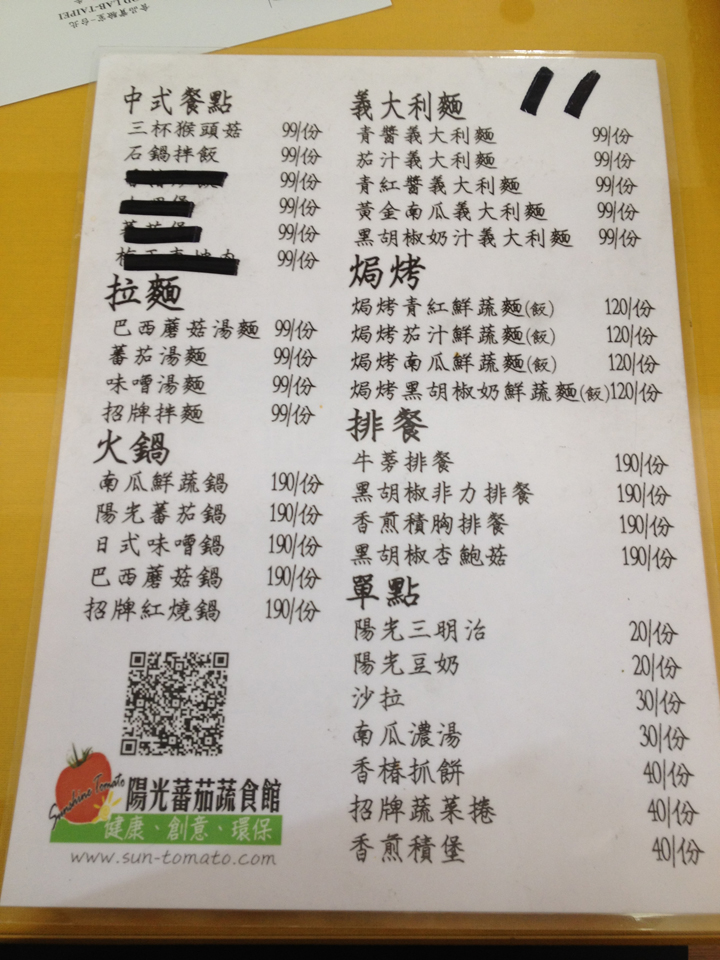 食品實驗室-台北
OD LAB-TAIPEI
中式餐點
三杯猴頭菇 99/份
石鍋拌飯 99/份
99/份
99/份
99/份
99/份
拉麵
巴西蘑菇湯麵 99/份
蕃茄湯麵 99/份
味噌湯麵 99/份
招牌拌麵 99/份
火鍋
南瓜鮮蔬鍋 190/份
陽光蕃茄鍋 190/份
日式味噌鍋 190/份
巴西蘑菇鍋 190/份
招牌紅燒鍋 190/份
Sunshine Tomato
陽光蕃茄蔬食館
健康、創意、環保
www.sun-tomato.com
11
義大利麵
青醬義大利麵 99/份
茄汁義大利麵 99/份
青紅醬義大利麵 99/份
黃金南瓜義大利麵 99/份
黑胡椒奶汁義大利麵 99/份
焗烤
焗烤青紅鮮蔬麵(飯) 120/份
焗烤茄汁鮮蔬麵(飯) 120/份
焗烤南瓜鮮蔬麵(飯) 120/份
焗烤黑胡椒奶鮮蔬麵(飯) 120/份
排餐
牛蒡排餐 190/份
黑胡椒非力排餐 190/份
香煎積胸排餐 190/份
黑胡椒杏鮑菇 190/份
單點
陽光三明治 20/份
陽光豆奶 20/份
沙拉 30/份
南瓜濃湯 30/份
香椿抓餅 40/份
招牌蔬菜捲 40/份
香煎積堡 40/份